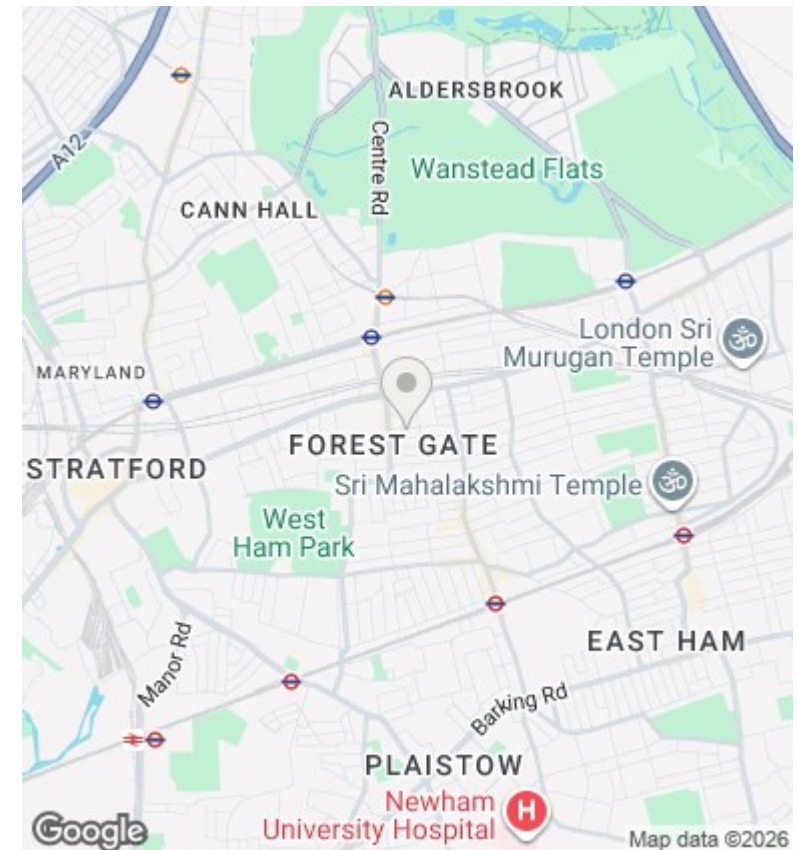 ALDERSBROOK
A12
Centre Rd
Wanstead Flats
CANN HALL
London Sri
Murugan Temple
ॐ
MARYLAND
FOREST GATE
STRATFORD
Sri Mahalakshmi Temple
ॐ
West
Ham Park
EAST HAM
Manor Rd
Barking Rd
PLAISTOW
Newham
University Hospital
H
Google
Map data ©2026